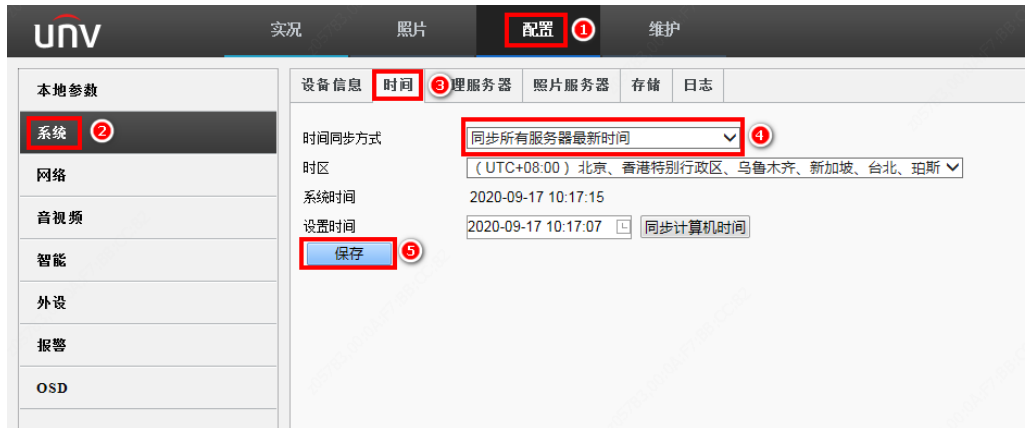 unv 实况 照片 配置 1 维护
本地参数
系统 2
网络
音视频
智能
外设
报警
OSD
设备信息 时间 3 理服务器 照片服务器 存储 日志
时间同步方式 同步所有服务器最新时间 4
时区 (UTC+08:00) 北京、香港特别行政区、乌鲁木齐、新加坡、台北、珀斯
系统时间 2020-09-17 10:17:15
设置时间 2020-09-17 10:17:07 同步计算机时间
保存 5